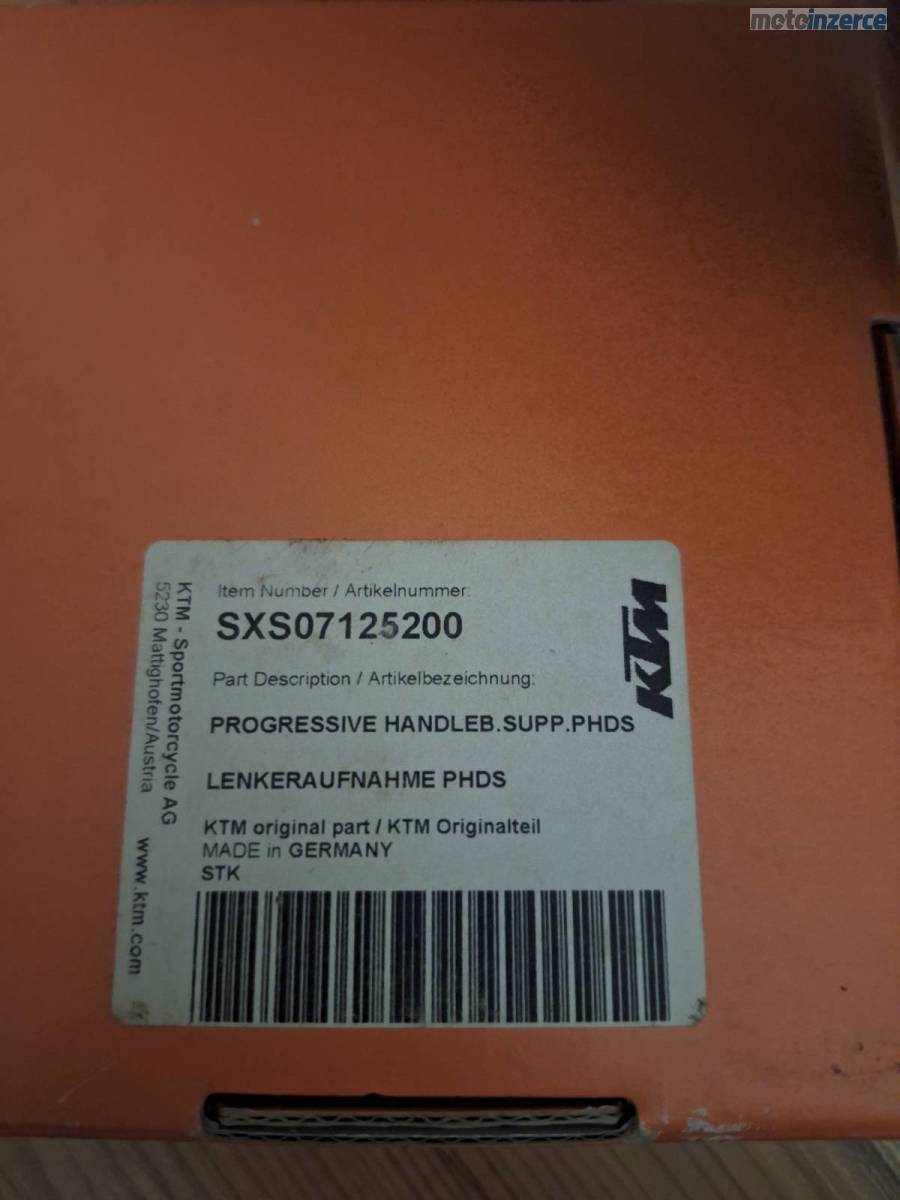 motoinzerce
Item Number / Artikelnummer:
SXS07125200
Part Description / Artikelbezeichnung:
PROGRESSIVE HANDLEB.SUPP.PHDS
LENKERAUFNAHME PHDS
KTM original part / KTM Originalteil
MADE in GERMANY
STK
KTM
KTM - Sportmotorcycle AG
5230 Mattighofen/Austria
www.ktm.com